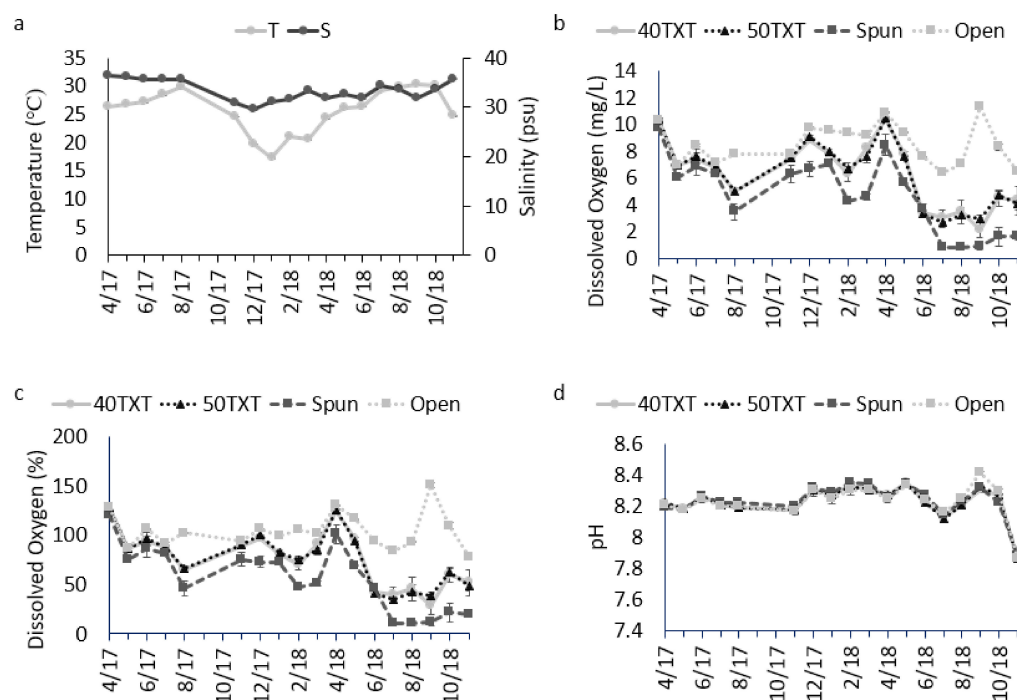 a
T S
35
30
25
20
15
10
5
0
Temperature (°C)
40
30
20
10
0
Salinity (psu)
4/17 6/17 8/17 10/17 12/17 2/18 4/18 6/18 8/18 10/18
b
40TXT 50TXT Spun Open
14
12
10
8
6
4
2
0
Dissolved Oxygen (mg/L)
4/17 6/17 8/17 10/17 12/17 2/18 4/18 6/18 8/18 10/18
c
40TXT 50TXT Spun Open
200
150
100
50
0
Dissolved Oxygen (%)
4/17 6/17 8/17 10/17 12/17 2/18 4/18 6/18 8/18 10/18
d
40TXT 50TXT Spun Open
8.6
8.4
8.2
8
7.8
7.6
7.4
pH
4/17 6/17 8/17 10/17 12/17 2/18 4/18 6/18 8/18 10/18